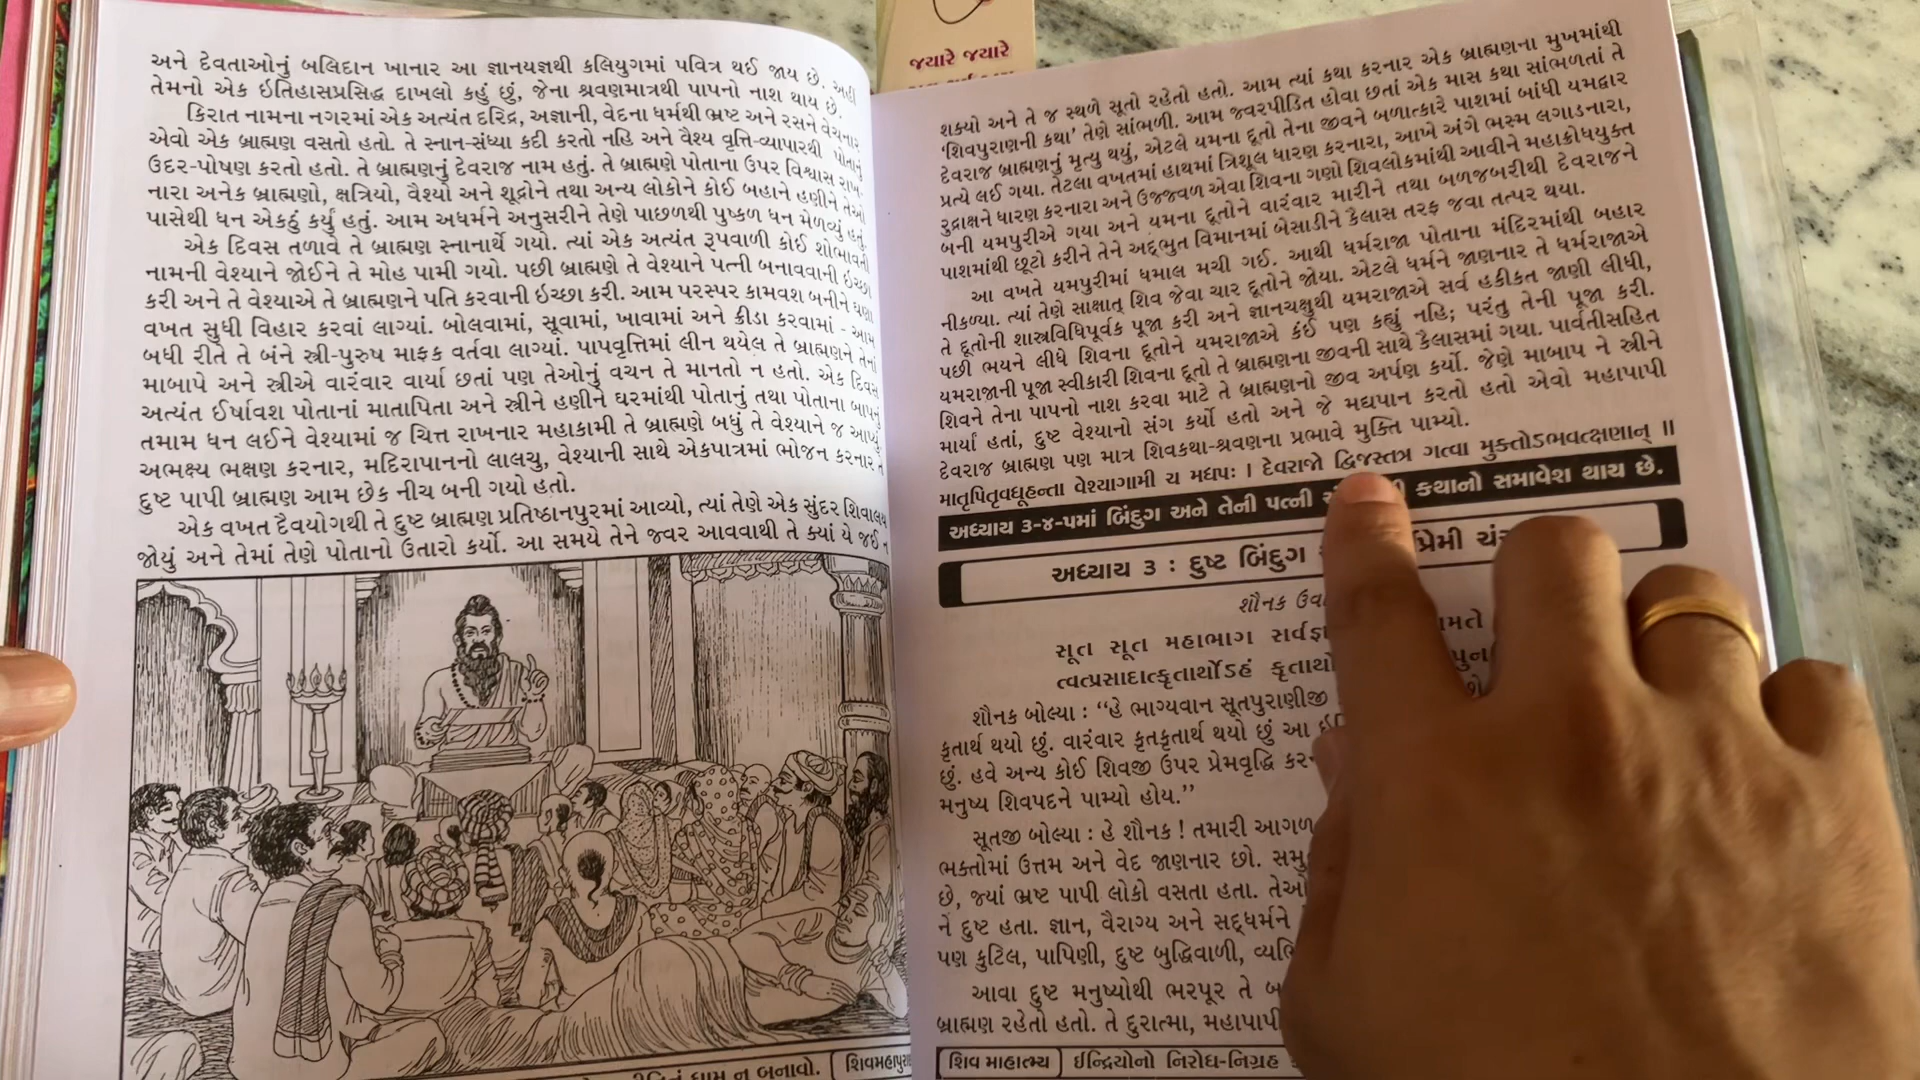 અને દેવતાઓનું બલિદાન ખાનાર આ જ્ઞાનયજ્ઞથી કલિયુગમાં પવિત્ર થઈ જાય છે. અહીં
તેમનો એક ઇતિહાસપ્રસિદ્ધ દાખલો કહું છું, જેના શ્રવણમાત્રથી પાપનો નાશ થાય છે.
કિરાત નામના નગરમાં એક અત્યંત દરિદ્ર, અજ્ઞાની, વેદના ધર્મથી ભ્રષ્ટ અને રસને વેચનાર
એવો એક બ્રાહ્મણ વસતો હતો. તે સ્નાન-સંધ્યા કદી કરતો નહિ અને વૈશ્ય વૃત્તિ-વ્યાપારથી પોતાનું
ઉદર-પોષણ કરતો હતો. તે બ્રાહ્મણનું દેવરાજ નામ હતું. તે બ્રાહ્મણે પોતાના ઉપર વિશ્વાસ રાખ-
નારા અનેક બ્રાહ્મણો, ક્ષત્રિયો, વૈશ્યો અને શૂદ્રોને તથા અન્ય લોકોને કોઈ બહાને હણીને તેઓ
પાસેથી ધન એકઠું કર્યું હતું. આમ અધર્મને અનુસરીને તેણે પાછળથી પુષ્કળ ધન મેળવ્યું હતું.
એક દિવસ તળાવે તે બ્રાહ્મણ સ્નાનાર્થે ગયો. ત્યાં એક અત્યંત રૂપવાળી કોઈ શોભાવતી
નામની વેશ્યાને જોઈને તે મોહ પામી ગયો. પછી બ્રાહ્મણે તે વેશ્યાને પત્ની બનાવવાની ઇચ્છા
કરી અને તે વેશ્યાએ તે બ્રાહ્મણને પતિ કરવાની ઇચ્છા કરી. આમ પરસ્પર કામવશ બનીને ઘણા
વખત સુધી વિહાર કરવાં લાગ્યાં. બોલવામાં, સૂવામાં, ખાવામાં અને ક્રીડા કરવામાં - આમ
બધી રીતે તે બંને સ્ત્રી-પુરુષ માફક વર્તવા લાગ્યાં. પાપવૃત્તિમાં લીન થયેલ તે બ્રાહ્મણને તેનાં
માબાપે અને સ્ત્રીએ વારંવાર વાર્યા છતાં પણ તેઓનું વચન તે માનતો ન હતો. એક દિવસ
અત્યંત ઈર્ષાવશ પોતાનાં માતાપિતા અને સ્ત્રીને હણીને ઘરમાંથી પોતાનું તથા પોતાના બાપનું
તમામ ધન લઈને વેશ્યામાં જ ચિત્ત રાખનાર મહાકામી તે બ્રાહ્મણે બધું તે વેશ્યાને જ આપ્યું.
અભક્ષ્ય ભક્ષણ કરનાર, મદિરાપાનનો લાલચુ, વેશ્યાની સાથે એકપાત્રમાં ભોજન કરનાર તે
દુષ્ટ પાપી બ્રાહ્મણ આમ છેક નીચ બની ગયો હતો.
એક વખત દૈવયોગથી તે દુષ્ટ બ્રાહ્મણ પ્રતિષ્ઠાનપુરમાં આવ્યો, ત્યાં તેણે એક સુંદર શિવાલય
જોયું અને તેમાં તેણે પોતાનો ઉતારો કર્યો. આ સમયે તેને જ્વર આવવાથી તે ક્યાં યે જઈ ન
ધામ ન બનાવો.
શિવમહાપુરા
જ્યારે જ્યારે
શક્યો અને તે જ સ્થળે સૂતો રહેતો હતો. આમ ત્યાં કથા કરનાર એક બ્રાહ્મણના મુખમાંથી
'શિવપુરાણની કથા' તેણે સાંભળી. આમ જ્વરપીડિત હોવા છતાં એક માસ કથા સાંભળતાં તે
દેવરાજ બ્રાહ્મણનું મૃત્યુ થયું, એટલે યમના દૂતો તેના જીવને બળાત્કારે પાશમાં બાંધી યમદ્વાર
પ્રત્યે લઈ ગયા. તેટલા વખતમાં હાથમાં ત્રિશૂલ ધારણ કરનારા, આખે અંગે ભસ્મ લગાડનારા,
રુદ્રાક્ષને ધારણ કરનારા અને ઉજ્જવળ એવા શિવના ગણો શિવલોકમાંથી આવીને મહાક્રોધયુક્ત
બની યમપુરીએ ગયા અને યમના દૂતોને વારંવાર મારીને તથા બળજબરીથી દેવરાજને
પાશમાંથી છૂટો કરીને તેને અદ્ભુત વિમાનમાં બેસાડીને કૈલાસ તરફ જવા તત્પર થયા.
આ વખતે યમપુરીમાં ધમાલ મચી ગઈ. આથી ધર્મરાજા પોતાના મંદિરમાંથી બહાર
નીકળ્યા. ત્યાં તેણે સાક્ષાત્ શિવ જેવા ચાર દૂતોને જોયા. એટલે ધર્મને જાણનાર તે ધર્મરાજાએ
તે દૂતોની શાસ્ત્રવિધિપૂર્વક પૂજા કરી અને જ્ઞાનચક્ષુથી યમરાજાએ સર્વ હકીકત જાણી લીધી,
પછી ભયને લીધે શિવના દૂતોને યમરાજાએ કંઈ પણ કહ્યું નહિ; પરંતુ તેની પૂજા કરી.
યમરાજાની પૂજા સ્વીકારી શિવના દૂતો તે બ્રાહ્મણના જીવની સાથે કૈલાસમાં ગયા. પાર્વતીસહિત
શિવને તેના પાપનો નાશ કરવા માટે તે બ્રાહ્મણનો જીવ અર્પણ કર્યો. જેણે માબાપ ને સ્ત્રીને
માર્યાં હતાં, દુષ્ટ વેશ્યાનો સંગ કર્યો હતો અને જે મદ્યપાન કરતો હતો એવો મહાપાપી
દેવરાજ બ્રાહ્મણ પણ માત્ર શિવકથા-શ્રવણના પ્રભાવે મુક્તિ પામ્યો.
માતૃપિતૃવધૂહન્તા વેશ્યાગામી ચ મદ્યપઃ । દેવરાજો દ્વિજસ્તત્ર ગત્વા મુક્તોઽભવત્ક્ષણાન્ ॥
અધ્યાય ૩-૪-૫માં બિંદુગ અને તેની પત્ની કથાનો સમાવેશ થાય છે.
અધ્યાય ૩ : દુષ્ટ બિંદુગ પ્રેમી
શૌનક
સૂત સૂત મહાભાગ મતે
ત્વત્પ્રસાદાત્કૃતાર્થોઽહં
શૌનક બોલ્યા : "હે ભાગ્યવાન સૂતપુરાણીજી
કૃતાર્થ થયો છું. વારંવાર કૃતકૃતાર્થ થયો છું આ
છું. હવે અન્ય કોઈ શિવજી ઉપર પ્રેમવૃદ્ધિ
મનુષ્ય શિવપદને પામ્યો હોય."
સૂતજી બોલ્યા : હે શૌનક ! તમારી આગળ
ભક્તોમાં ઉત્તમ અને વેદ જાણનાર છો.
છે, જ્યાં ભ્રષ્ટ પાપી લોકો વસતા હતા.
ને દુષ્ટ હતા. જ્ઞાન, વૈરાગ્ય અને સદ્ધર્મને
પણ કુટિલ, પાપિણી, દુષ્ટ બુદ્ધિવાળી,
આવા દુષ્ટ મનુષ્યોથી ભરપૂર તે
બ્રાહ્મણ રહેતો હતો. તે દુરાત્મા, મહાપાપી
શિવ માહાત્મ્ય ઈન્દ્રિયોનો નિરોધ-નિગ્રહ